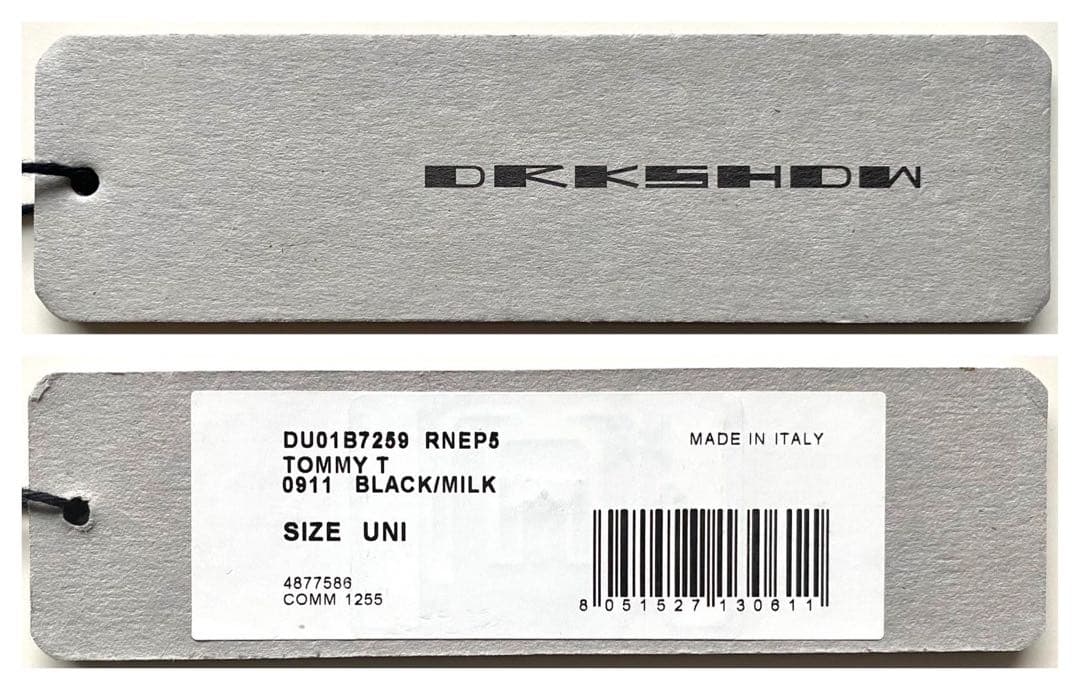 DRKSHDW
DU01B7259 RNEP5
MADE IN ITALY
TOMMY T
0911 BLACK/MILK
SIZE UNI
4877586
COMM 1255
8 051527 130611